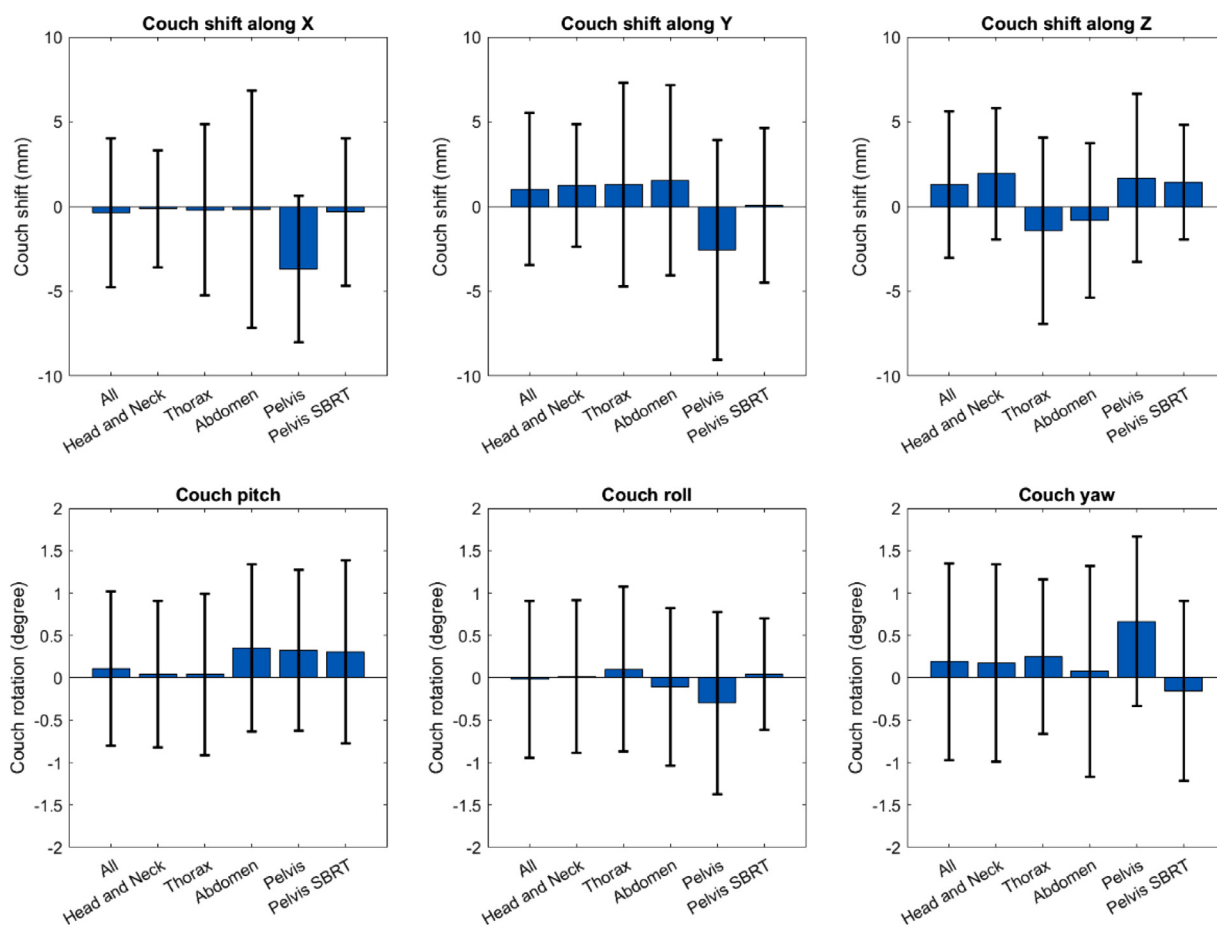 Couch shift along X
Couch shift (mm)
10
5
0
-5
-10
All
Head and Neck
Thorax
Abdomen
Pelvis
Pelvis SBRT
Couch shift along Y
Couch shift (mm)
10
5
0
-5
-10
All
Head and Neck
Thorax
Abdomen
Pelvis
Pelvis SBRT
Couch shift along Z
Couch shift (mm)
10
5
0
-5
-10
All
Head and Neck
Thorax
Abdomen
Pelvis
Pelvis SBRT
Couch pitch
Couch rotation (degree)
2
1.5
1
0.5
0
-0.5
-1
-1.5
-2
All
Head and Neck
Thorax
Abdomen
Pelvis
Pelvis SBRT
Couch roll
Couch rotation (degree)
2
1.5
1
0.5
0
-0.5
-1
-1.5
-2
All
Head and Neck
Thorax
Abdomen
Pelvis
Pelvis SBRT
Couch yaw
Couch rotation (degree)
2
1.5
1
0.5
0
-0.5
-1
-1.5
-2
All
Head and Neck
Thorax
Abdomen
Pelvis
Pelvis SBRT